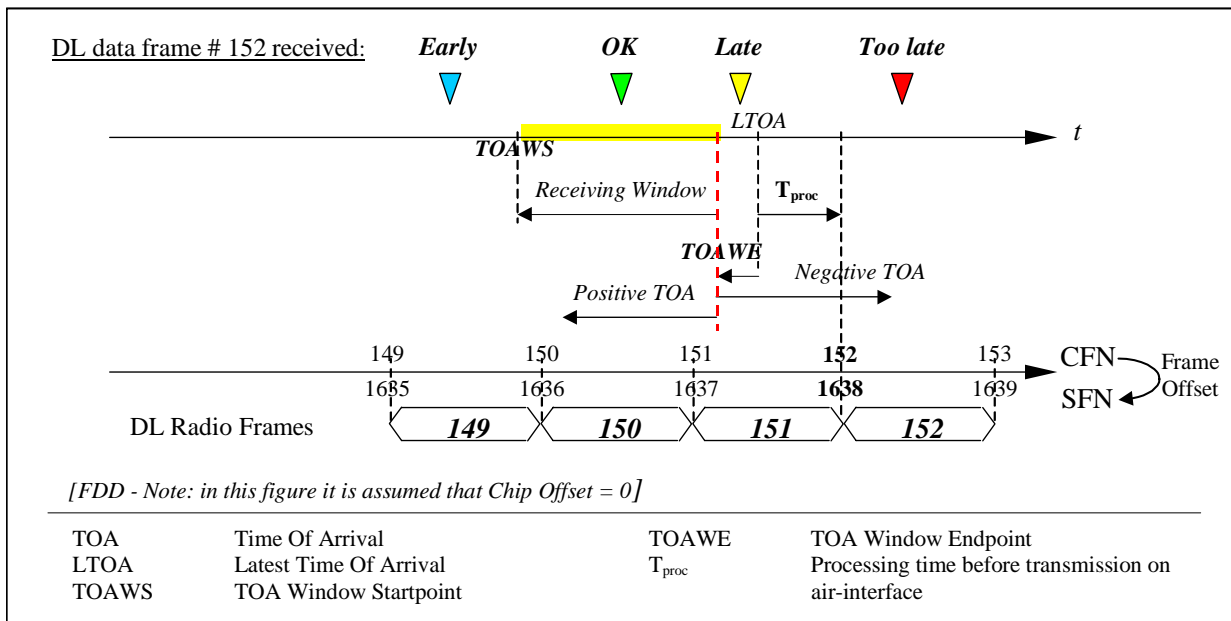 DL data frame # 152 received: Early OK Late Too late
LTOA
t
TOAWS
Receiving Window Tproc
TOAWE
Negative TOA
Positive TOA
149 150 151 152 153
CFN
Frame Offset
1635 1636 1637 1638 1639
SFN
DL Radio Frames 149 150 151 152
[FDD - Note: in this figure it is assumed that Chip Offset = 0]
TOA Time Of Arrival TOAWE TOA Window Endpoint
LTOA Latest Time Of Arrival Tproc Processing time before transmission on
TOAWS TOA Window Startpoint air-interface